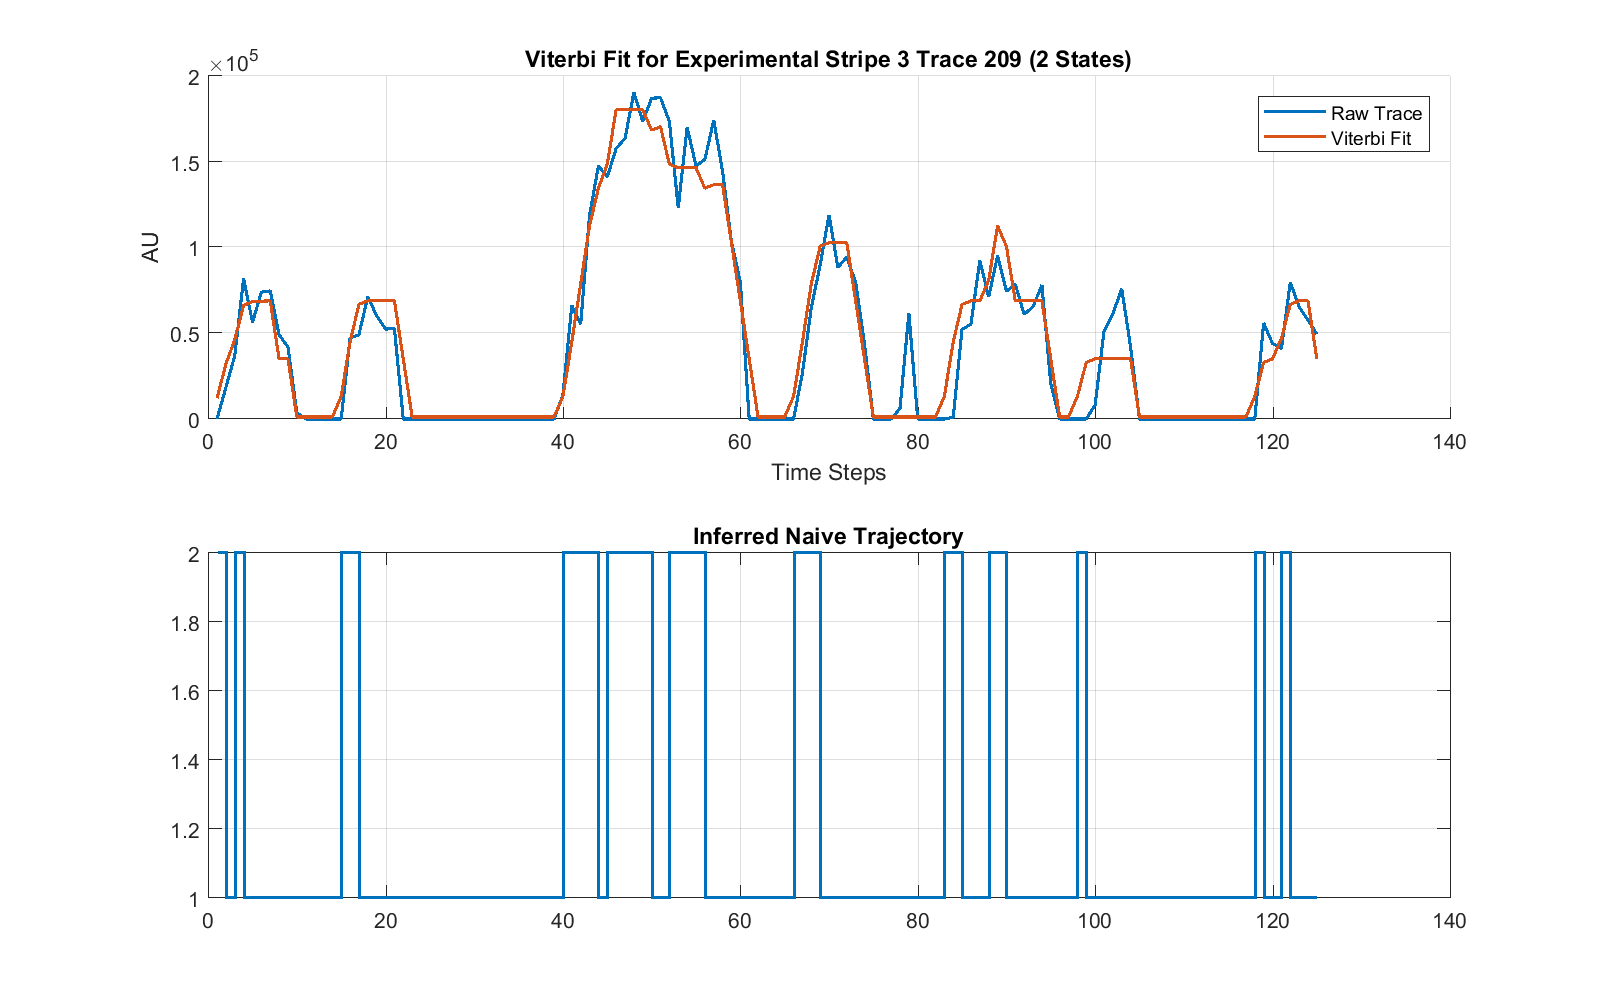 Viterbi Fit for Experimental Stripe 3 Trace 209 (2 States)
×10^5
2
1.5
1
0.5
0
AU
Raw Trace
Viterbi Fit
0 20 40 60 80 100 120 140
Time Steps
Inferred Naive Trajectory
2
1.8
1.6
1.4
1.2
1
0 20 40 60 80 100 120 140